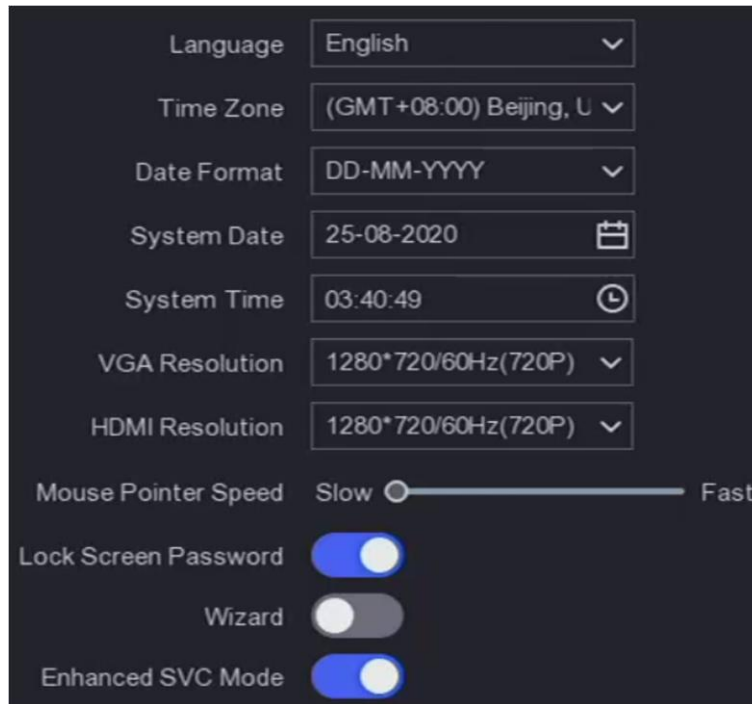 Language English
Time Zone (GMT+08:00) Beijing, U
Date Format DD-MM-YYYY
System Date 25-08-2020
System Time 03:40:49
VGA Resolution 1280*720/60Hz(720P)
HDMI Resolution 1280*720/60Hz(720P)
Mouse Pointer Speed Slow Fast
Lock Screen Password
Wizard
Enhanced SVC Mode